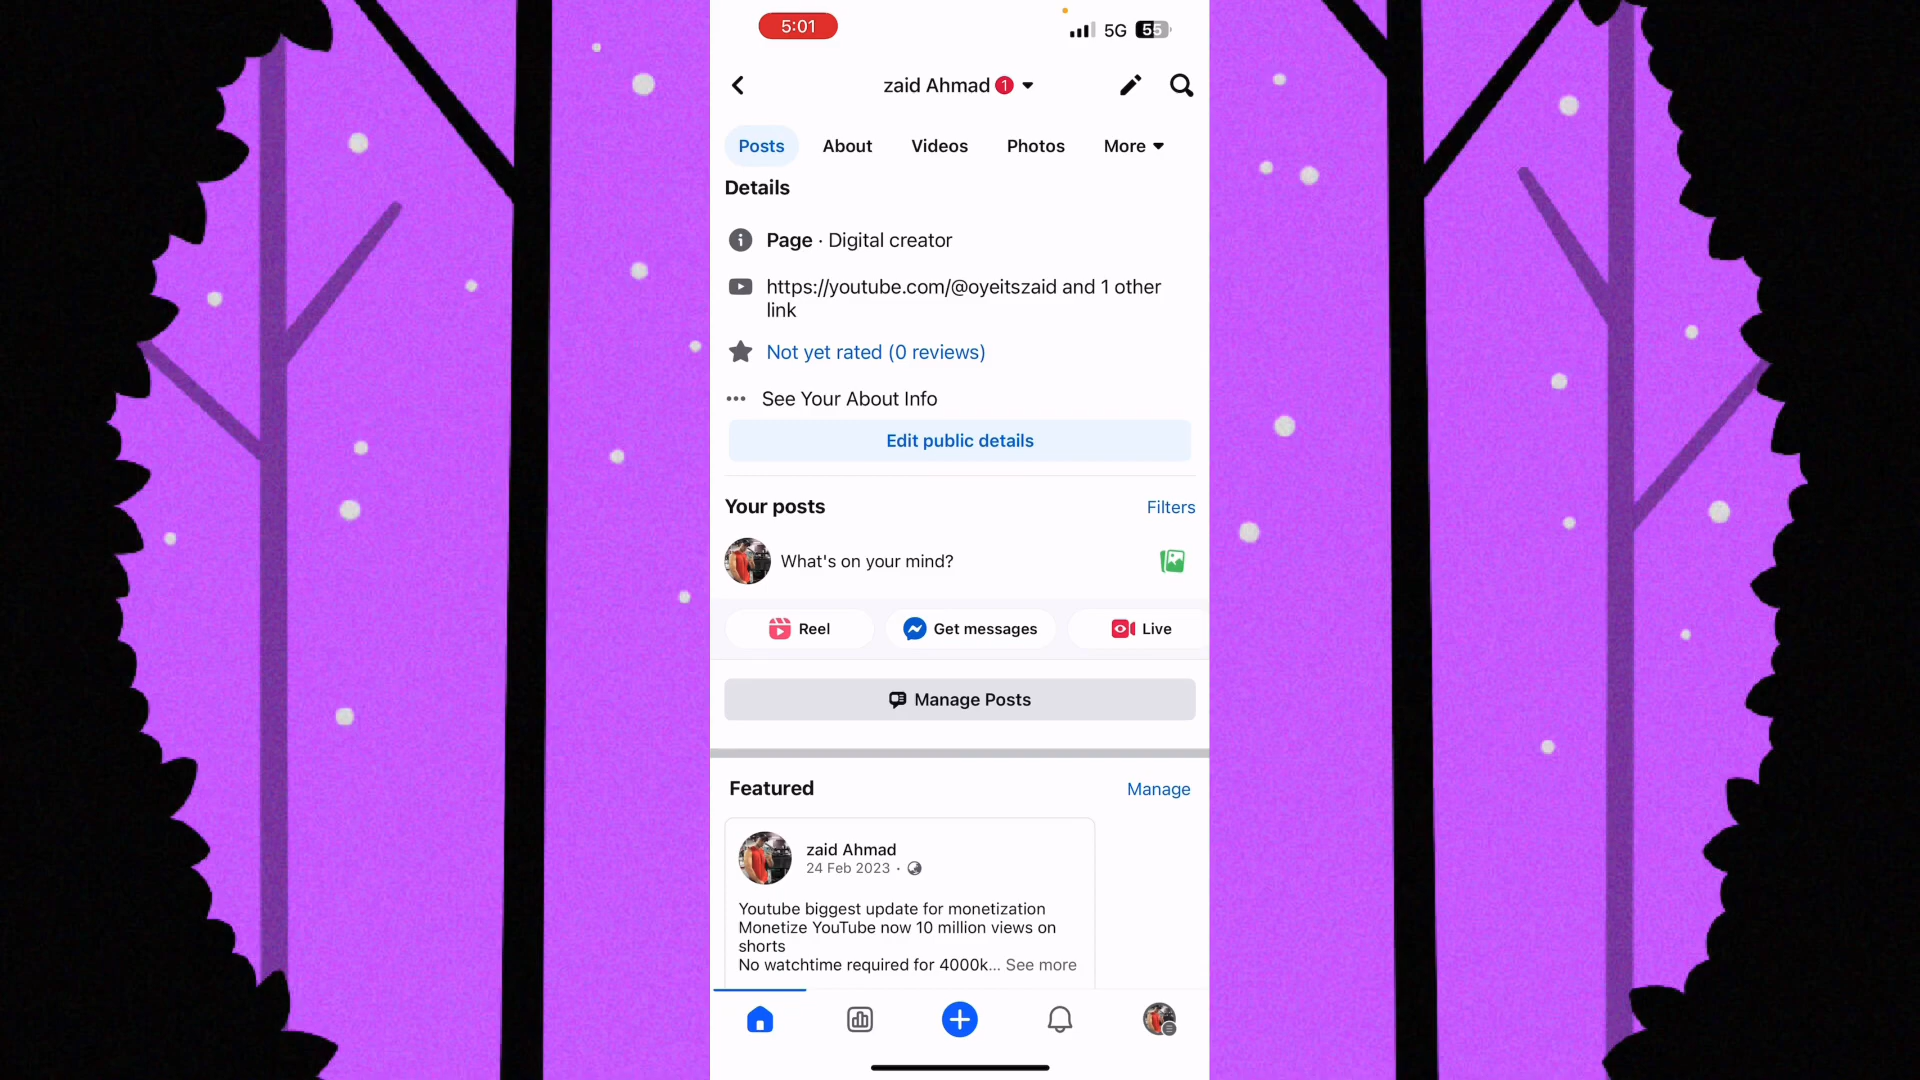 5:01
5G 55
zaid Ahmad 1
Posts About Videos Photos More
Details
Page · Digital creator
https://youtube.com/@oyeitszaid and 1 other
link
Not yet rated (0 reviews)
See Your About Info
Edit public details
Your posts Filters
What's on your mind?
Reel Get messages Live
Manage Posts
Featured Manage
zaid Ahmad
24 Feb 2023 ·
Youtube biggest update for monetization
Monetize YouTube now 10 million views on
shorts
No watchtime required for 4000k... See more